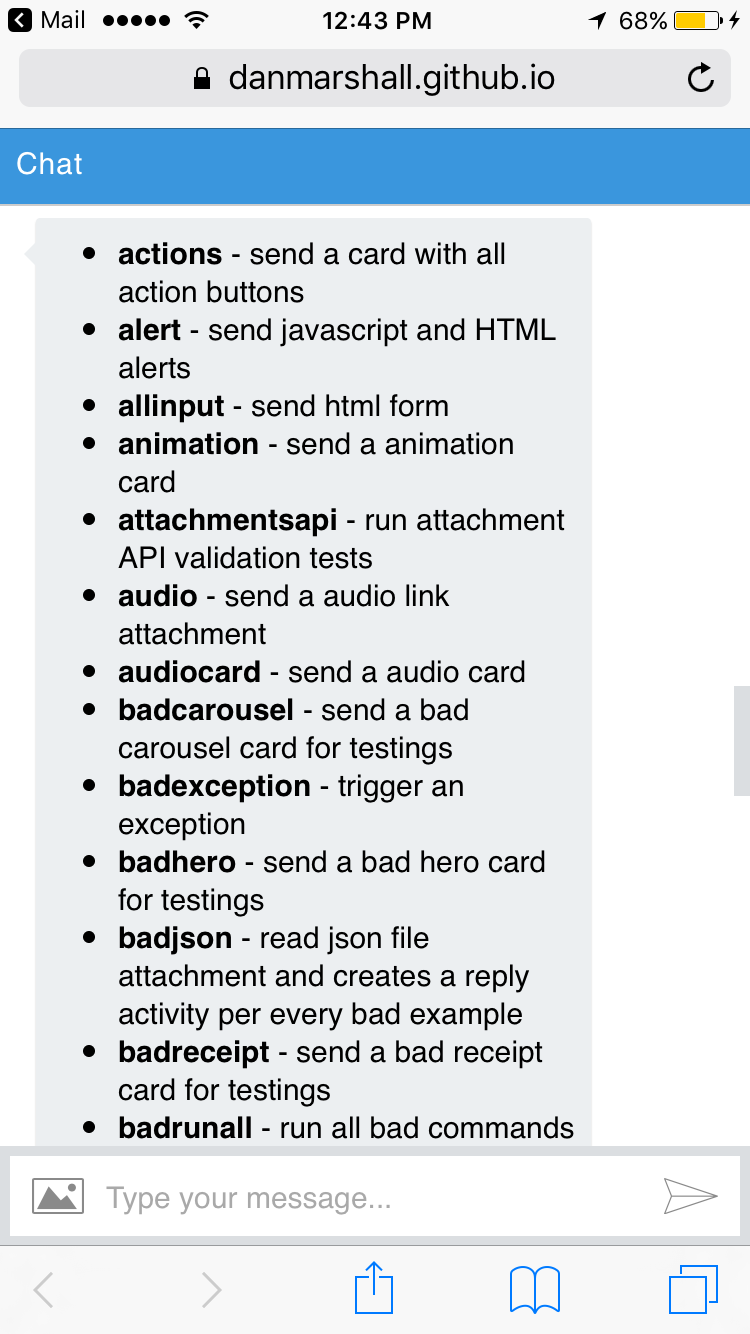 Mail 12:43 PM 68%
danmarshall.github.io
Chat
actions - send a card with all
action buttons
alert - send javascript and HTML
alerts
allinput - send html form
animation - send a animation
card
attachmentsapi - run attachment
API validation tests
audio - send a audio link
attachment
audiocard - send a audio card
badcarousel - send a bad
carousel card for testings
badexception - trigger an
exception
badhero - send a bad hero card
for testings
badjson - read json file
attachment and creates a reply
activity per every bad example
badreceipt - send a bad receipt
card for testings
badrunall - run all bad commands
Type your message...